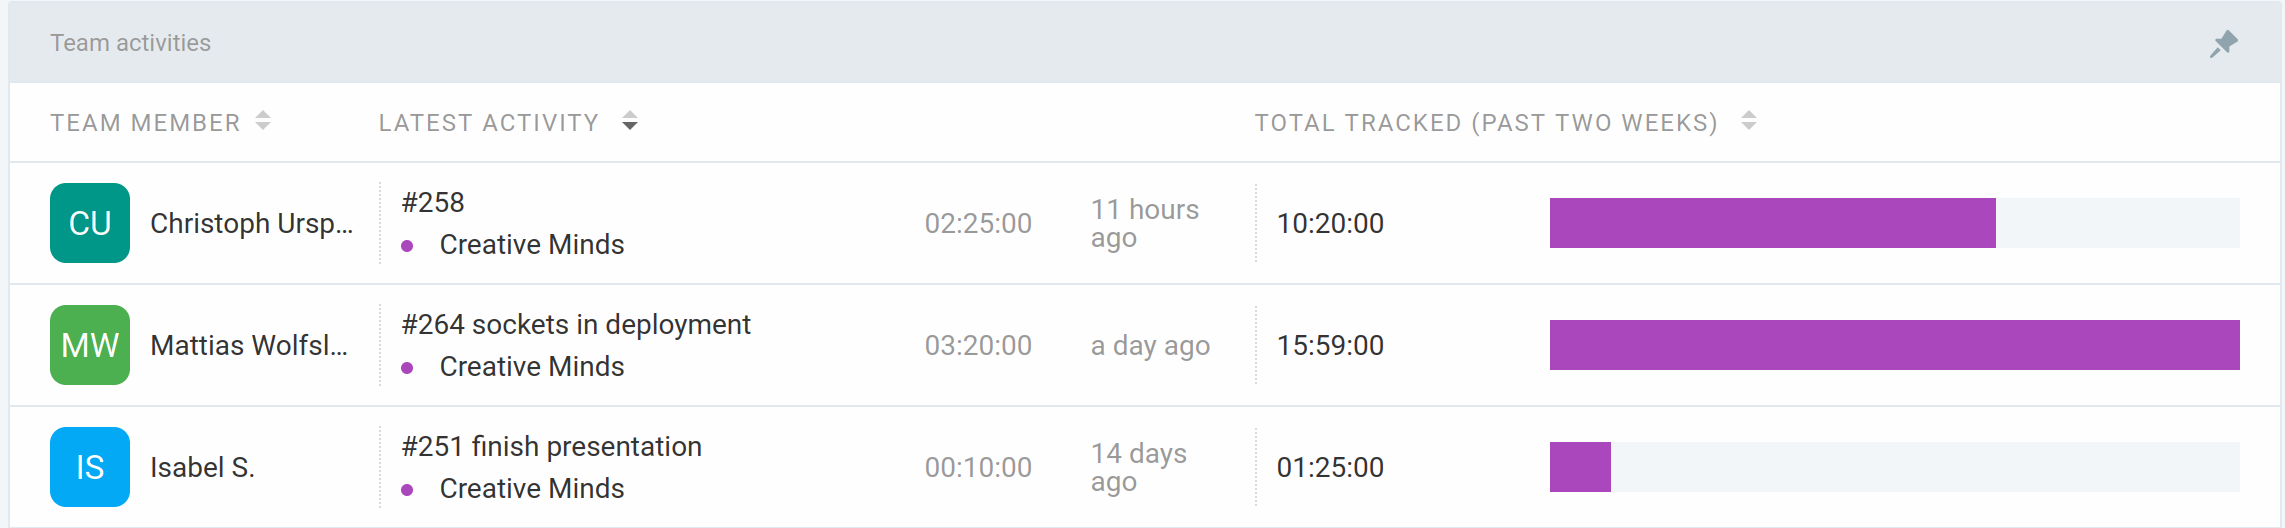 Team activities
TEAM MEMBER LATEST ACTIVITY TOTAL TRACKED (PAST TWO WEEKS)
CU Christoph Ursp... #258 02:25:00 11 hours ago 10:20:00
Creative Minds
MW Mattias Wolfsl... #264 sockets in deployment 03:20:00 a day ago 15:59:00
Creative Minds
IS Isabel S. #251 finish presentation 00:10:00 14 days ago 01:25:00
Creative Minds